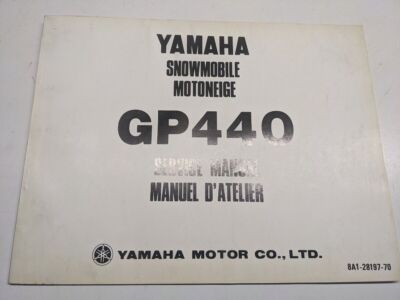 YAMAHA
SNOWMOBILE
MOTONEIGE
GP440
SERVICE MANUAL
MANUEL D'ATELIER
YAMAHA MOTOR CO., LTD.
8A1-28197-70